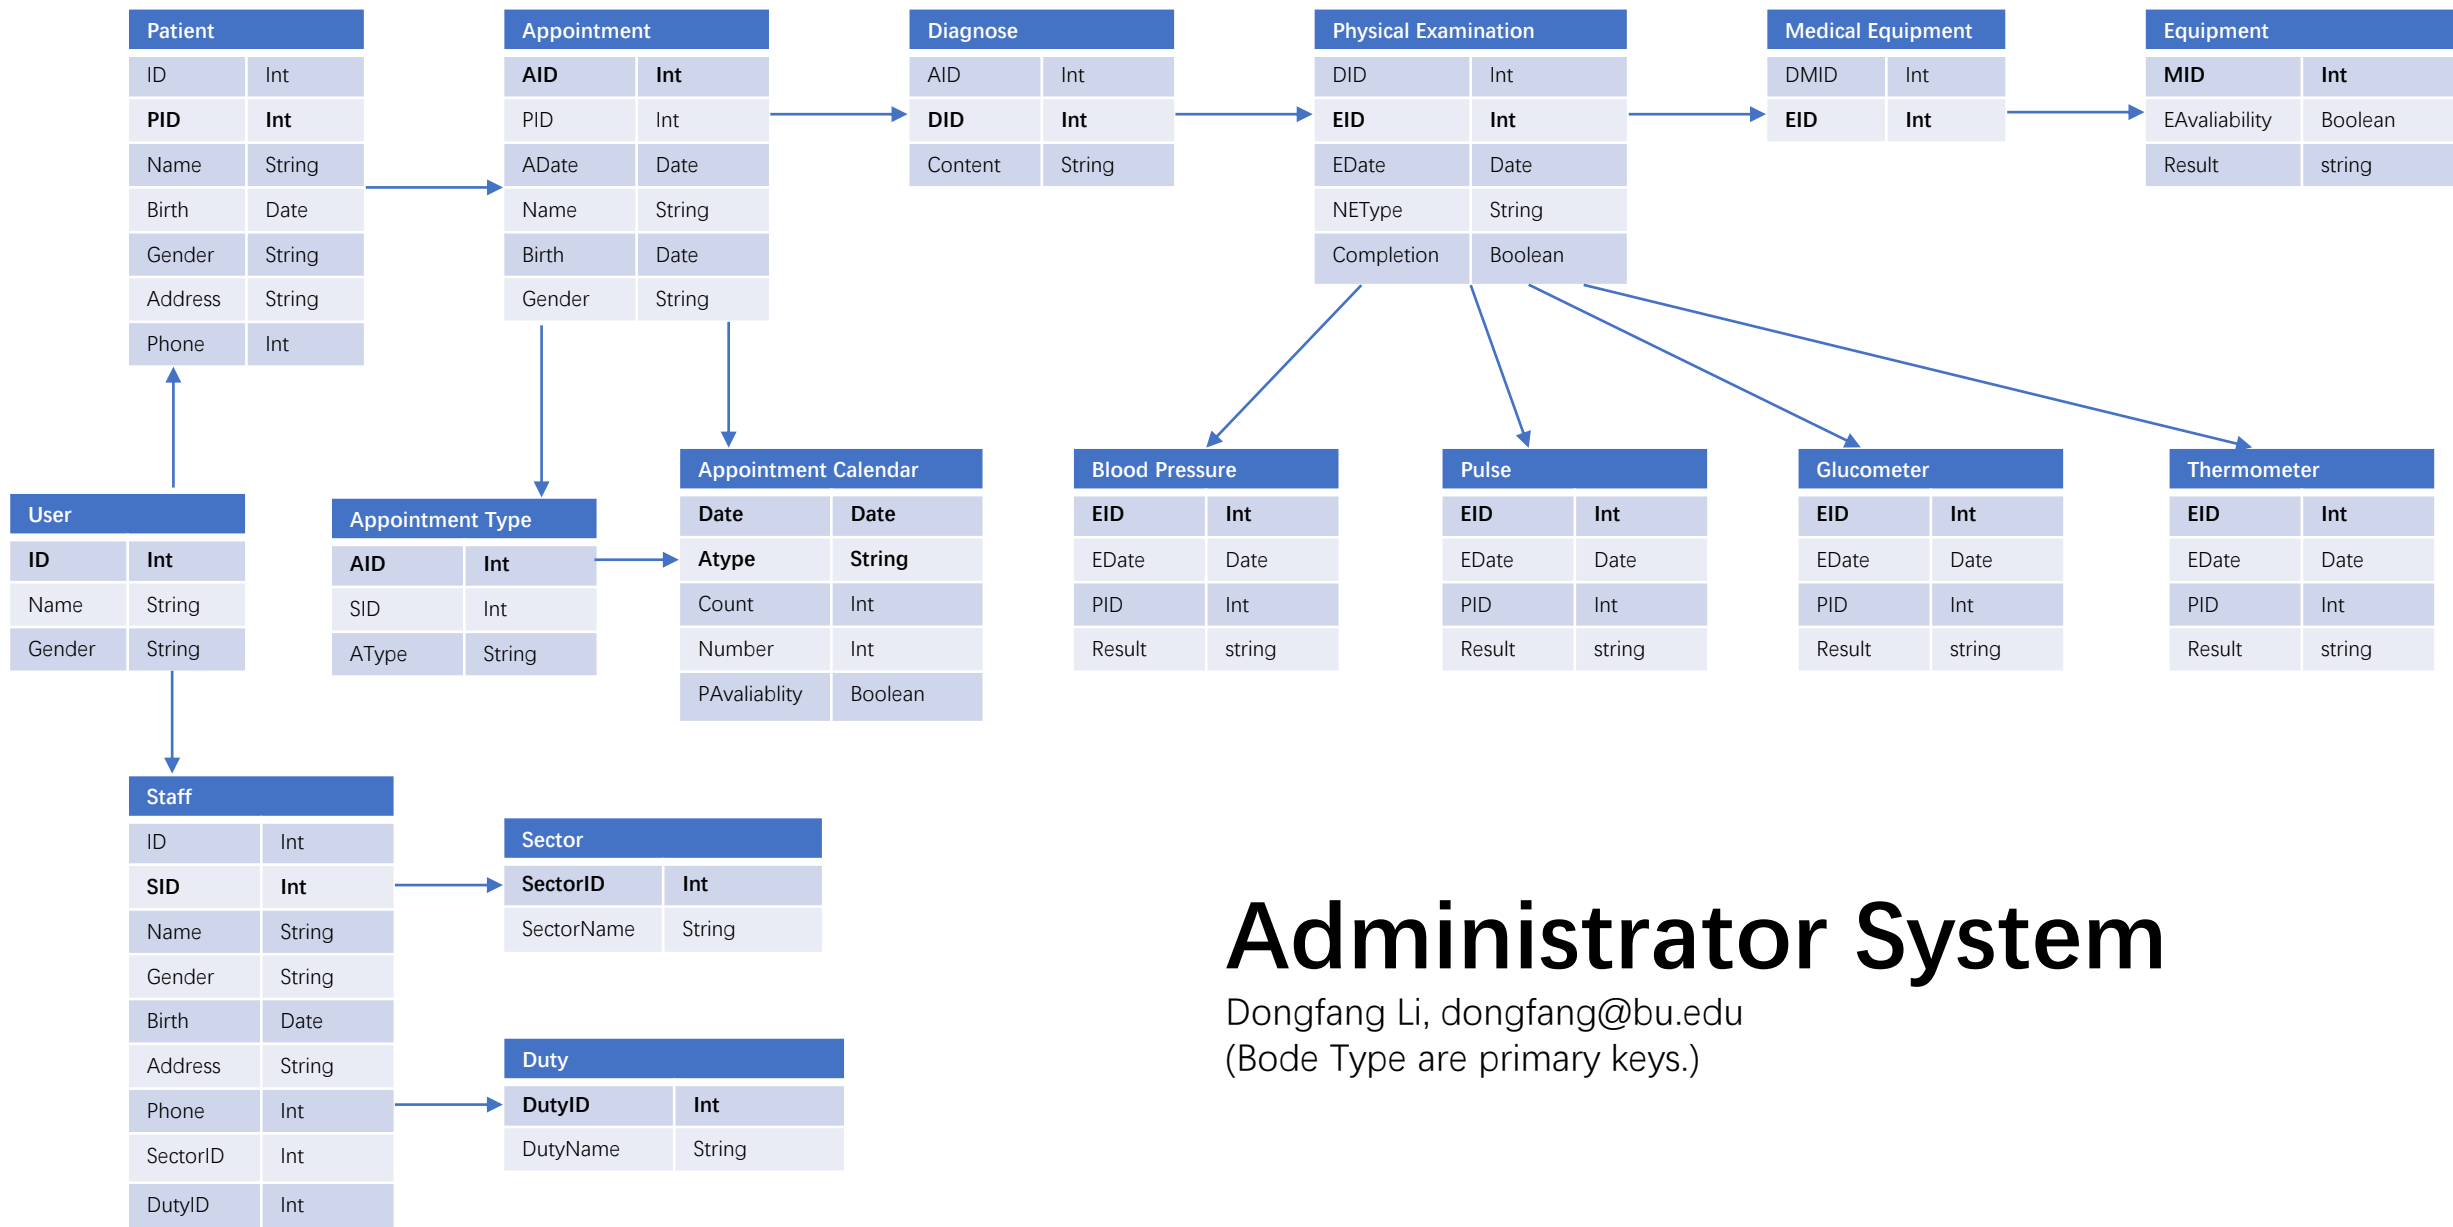 Patient
ID Int
PID Int
Name String
Birth Date
Gender String
Address String
Phone Int
Appointment
AID Int
PID Int
ADate Date
Name String
Birth Date
Gender String
Diagnose
AID Int
DID Int
Content String
Physical Examination
DID Int
EID Int
EDate Date
NEType String
Completion Boolean
Medical Equipment
DMID Int
EID Int
Equipment
MID Int
EAvaliability Boolean
Result string
User
ID Int
Name String
Gender String
Appointment Type
AID Int
SID Int
AType String
Appointment Calendar
Date Date
Atype String
Count Int
Number Int
PAvaliablity Boolean
Blood Pressure
EID Int
EDate Date
PID Int
Result string
Pulse
EID Int
EDate Date
PID Int
Result string
Glucometer
EID Int
EDate Date
PID Int
Result string
Thermometer
EID Int
EDate Date
PID Int
Result string
Staff
ID Int
SID Int
Name String
Gender String
Birth Date
Address String
Phone Int
SectorID Int
DutyID Int
Sector
SectorID Int
SectorName String
Duty
DutyID Int
DutyName String
Administrator System
Dongfang Li, dongfang@bu.edu
(Bode Type are primary keys.)